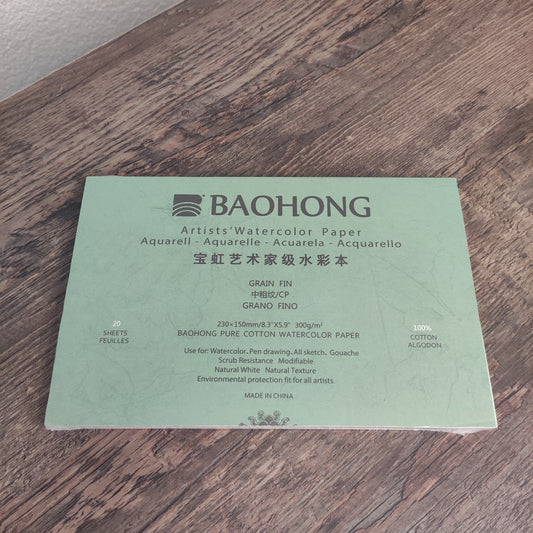 BAOHONG
Artists' Watercolor Paper
Aquarell - Aquarelle - Acuarela - Acquarello
宝虹艺术家级水彩本
GRAIN FIN
中粗纹/CP
GRANO FINO
20
SHEETS
FEUILLES
230×150mm/8.3"X5.9" 300g/m²
BAOHONG PURE COTTON WATERCOLOR PAPER
100%
COTTON
ALGODON
Use for: Watercolor. Pen drawing. All sketch. Gouache
Scrub Resistance Modifiable
Natural White Natural Texture
Environmental protection fit for all artists.
MADE IN CHINA